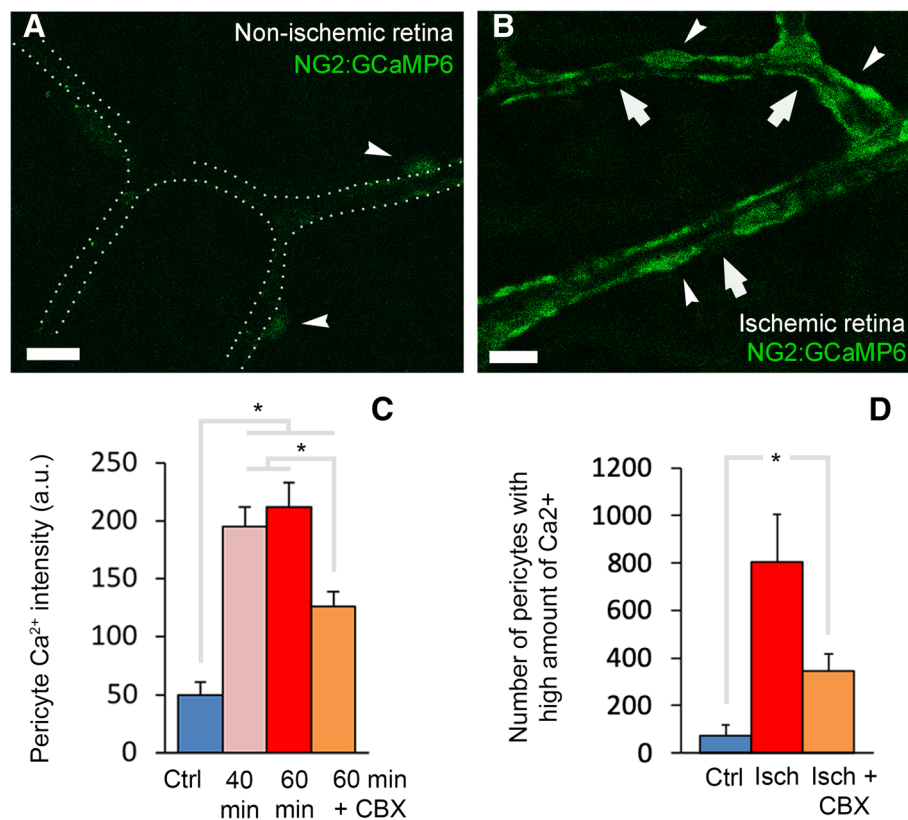 A
Non-ischemic retina
NG2:GCaMP6
B
Ischemic retina
NG2:GCaMP6
C
Pericyte Ca²⁺ intensity (a.u.)
250
200
150
100
50
0
*
*
Ctrl
40 min
60 min
60 min + CBX
D
Number of pericytes with
high amount of Ca2+
1200
1000
800
600
400
200
0
*
Ctrl
Isch
Isch + CBX